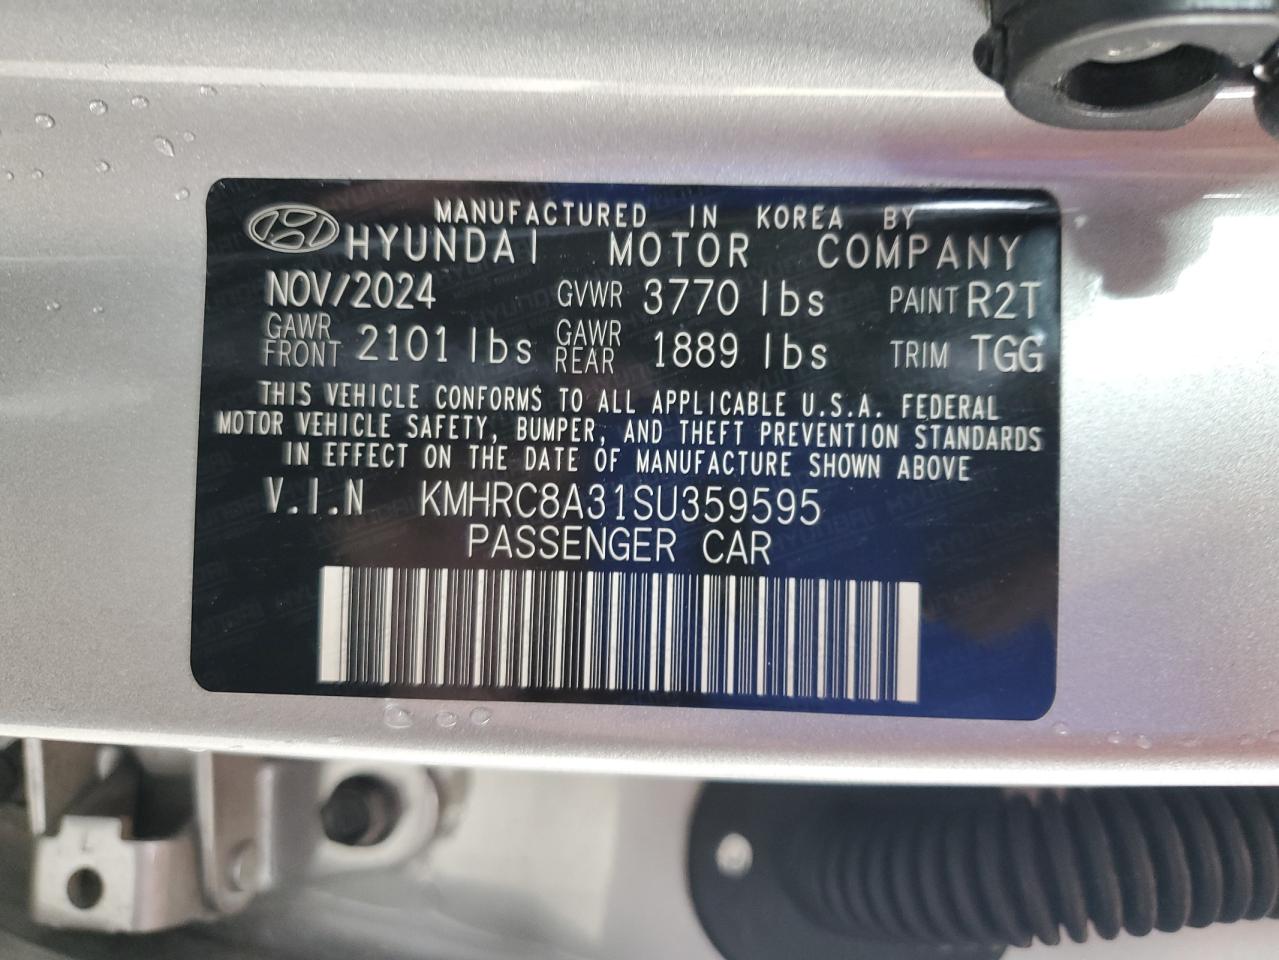 MANUFACTURED IN KOREA BY
HYUNDAI MOTOR COMPANY
NOV/2024 GVWR 3770 lbs PAINT R2T
GAWR FRONT 2101 lbs GAWR REAR 1889 lbs TRIM TGG
THIS VEHICLE CONFORMS TO ALL APPLICABLE U.S.A. FEDERAL
MOTOR VEHICLE SAFETY, BUMPER, AND THEFT PREVENTION STANDARDS
IN EFFECT ON THE DATE OF MANUFACTURE SHOWN ABOVE
V.I.N KMHRC8A31SU359595
PASSENGER CAR